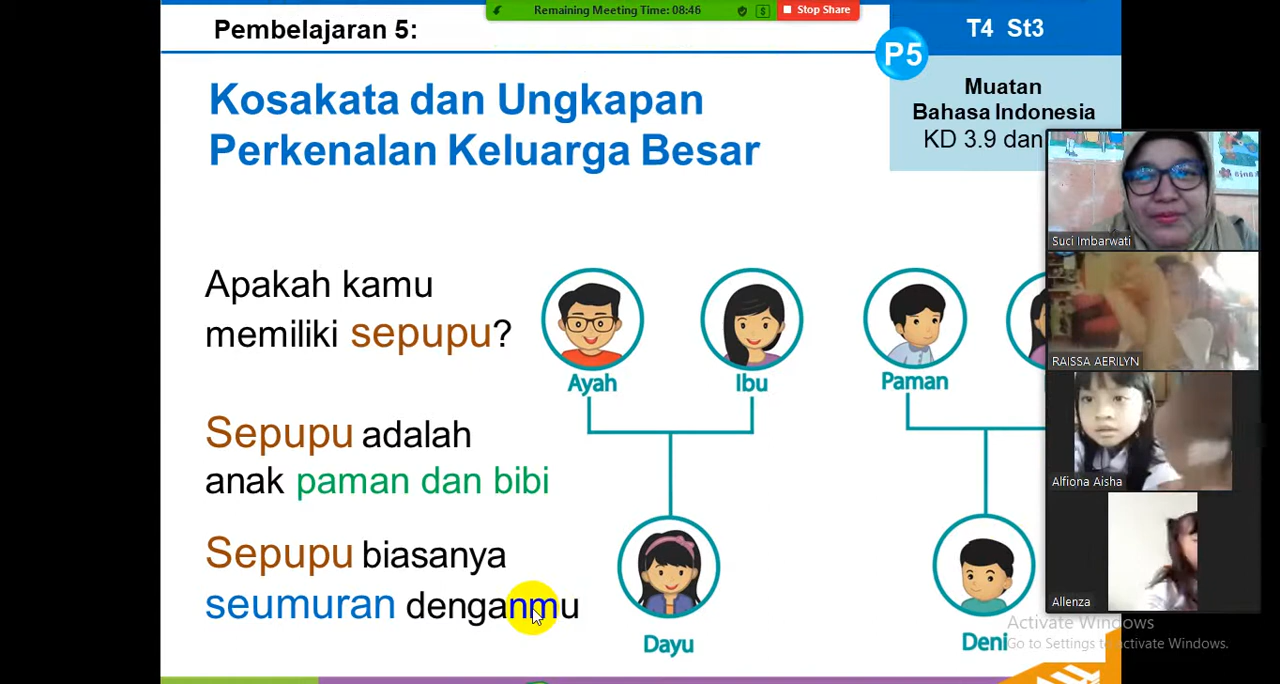 Remaining Meeting Time: 08:46
Stop Share
Pembelajaran 5:
T4 St3
P5
Muatan
Bahasa Indonesia
KD 3.9 dan
Kosakata dan Ungkapan
Perkenalan Keluarga Besar
Apakah kamu
memiliki sepupu?
Sepupu adalah
anak paman dan bibi
Sepupu biasanya
seumuran denganmu
Ayah
Ibu
Paman
Dayu
Deni
Suci Imbarwati
RAISSA AERILYN
Alfiona Aisha
Allenza
Activate Windows
Go to Settings to activate Windows.